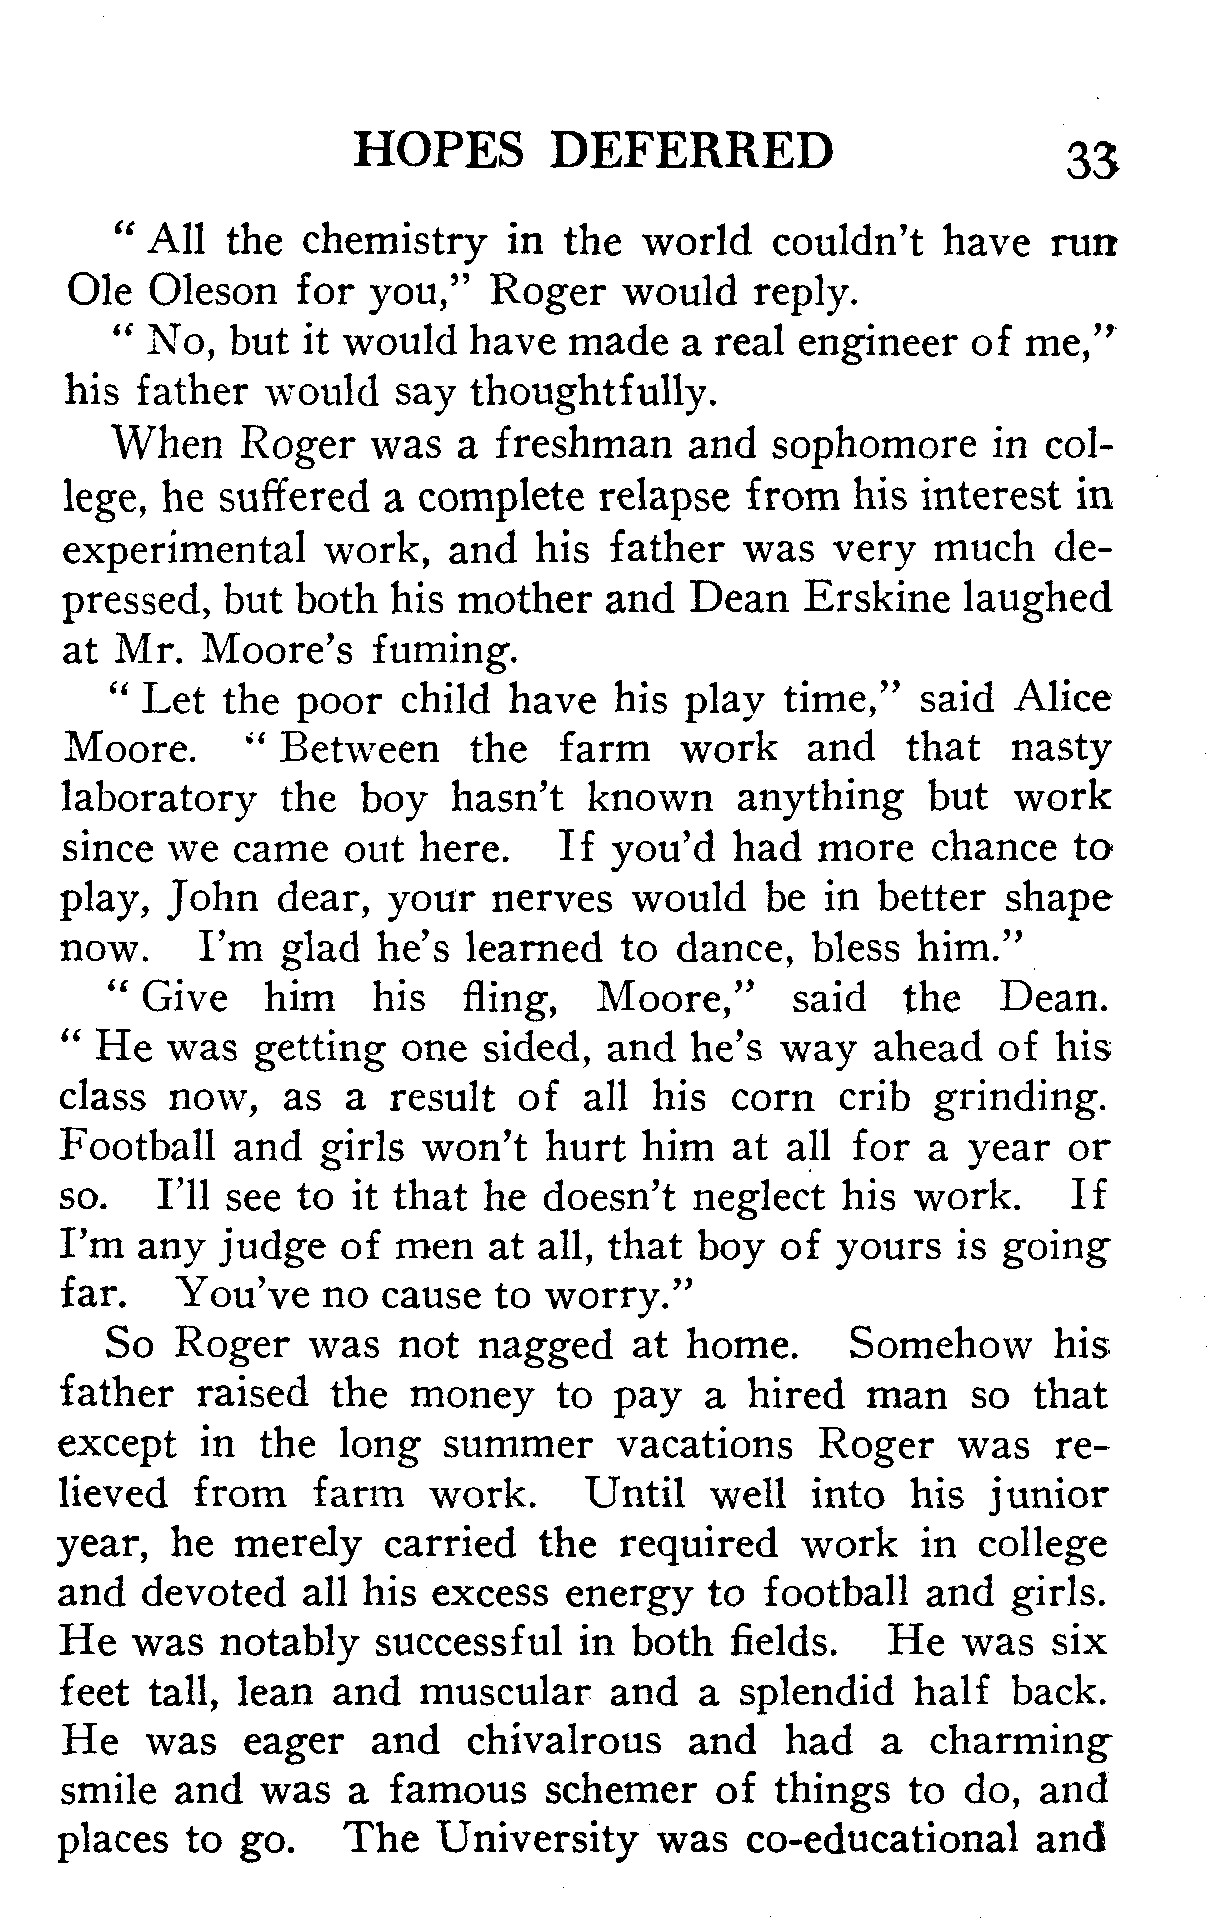 HOPES DEFERRED 33
" All the chemistry in the world couldn't have run
Ole Oleson for you," Roger would reply.
" No, but it would have made a real engineer of me,"
his father would say thoughtfully.
When Roger was a freshman and sophomore in col-
lege, he suffered a complete relapse from his interest in
experimental work, and his father was very much de-
pressed, but both his mother and Dean Erskine laughed
at Mr. Moore's fuming.
" Let the poor child have his play time," said Alice
Moore. " Between the farm work and that nasty
laboratory the boy hasn't known anything but work
since we came out here. If you'd had more chance to
play, John dear, your nerves would be in better shape
now. I'm glad he's learned to dance, bless him."
" Give him his fling, Moore," said the Dean.
" He was getting one sided, and he's way ahead of his
class now, as a result of all his corn crib grinding.
Football and girls won't hurt him at all for a year or
so. I'll see to it that he doesn't neglect his work. If
I'm any judge of men at all, that boy of yours is going
far. You've no cause to worry."
So Roger was not nagged at home. Somehow his
father raised the money to pay a hired man so that
except in the long summer vacations Roger was re-
lieved from farm work. Until well into his junior
year, he merely carried the required work in college
and devoted all his excess energy to football and girls.
He was notably successful in both fields. He was six
feet tall, lean and muscular and a splendid half back.
He was eager and chivalrous and had a charming
smile and was a famous schemer of things to do, and
places to go. The University was co-educational and